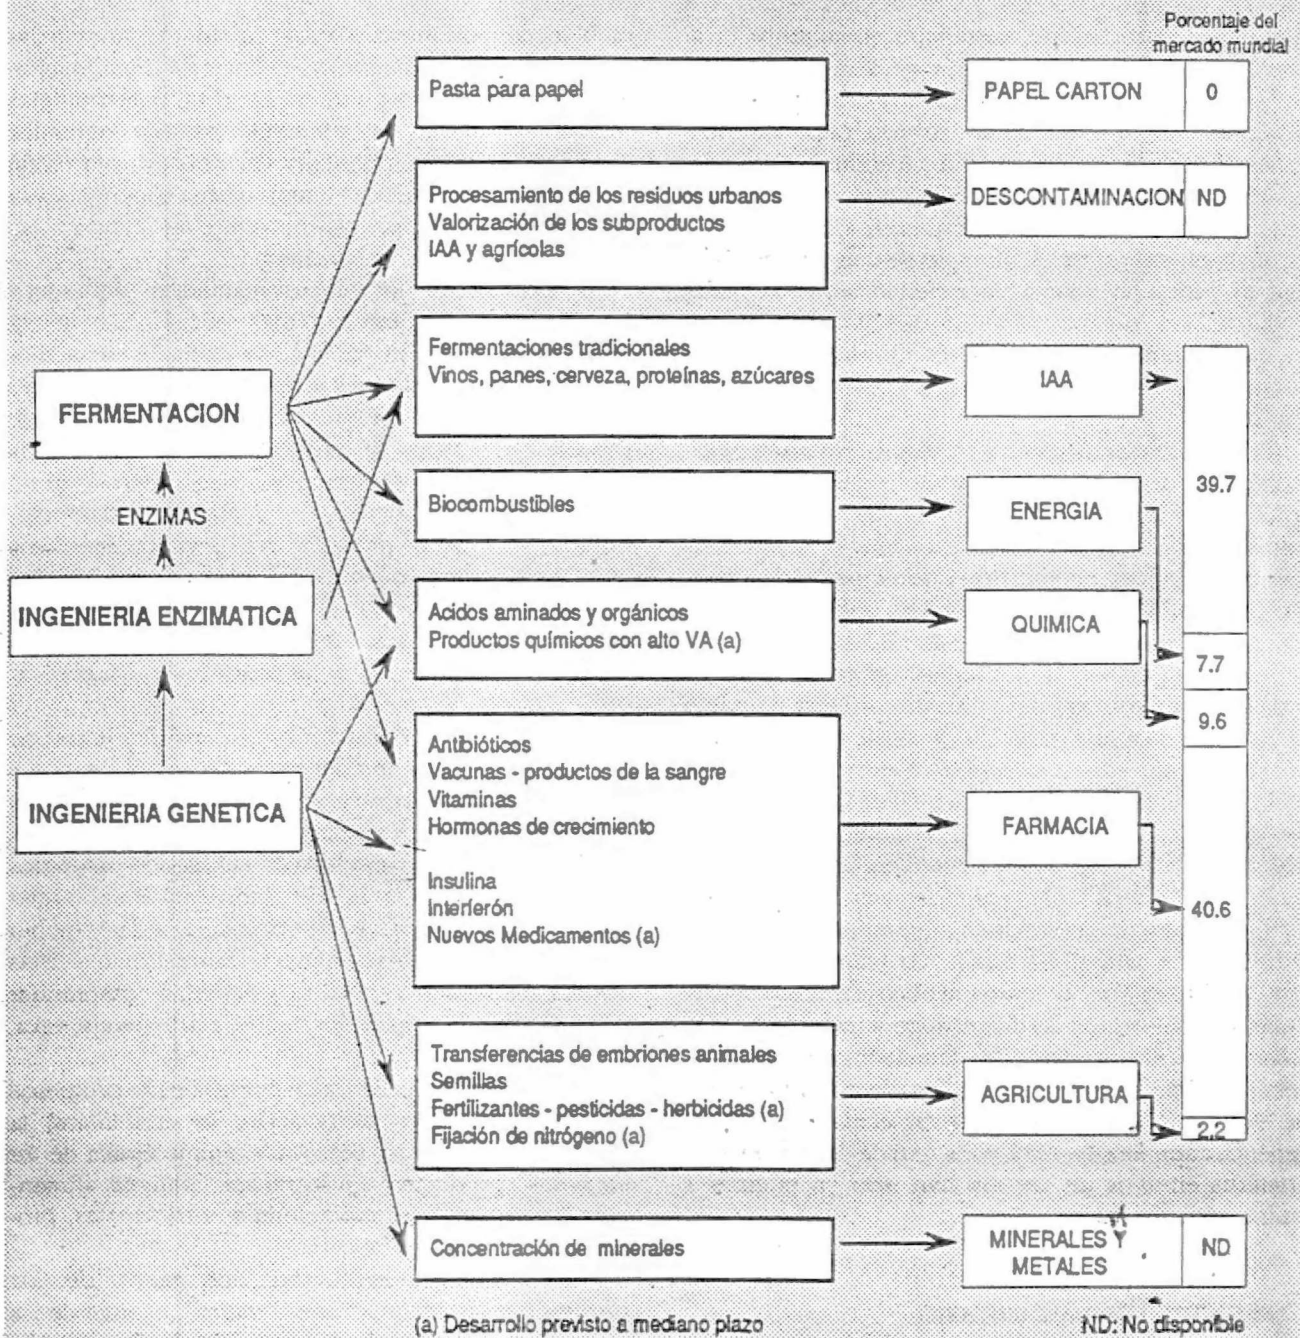 Porcentaje del
mercado mundial
Pasta para papel
PAPEL CARTON
0
Procesamiento de los residuos urbanos
Valorización de los subproductos
IAA y agrícolas
DESCONTAMINACION
ND
Fermentaciones tradicionales
Vinos, panes, cerveza, proteínas, azúcares
IAA
39.7
FERMENTACION
Biocombustibles
ENERGIA
ENZIMAS
INGENIERIA ENZIMATICA
Acidos aminados y orgánicos
Productos químicos con alto VA (a)
QUIMICA
7.7
9.6
INGENIERIA GENETICA
Antibióticos
Vacunas - productos de la sangre
Vitaminas
Hormonas de crecimiento
Insulina
Interferón
Nuevos Medicamentos (a)
FARMACIA
40.6
Transferencias de embriones animales
Semillas
Fertilizantes - pesticidas - herbicidas (a)
Fijación de nitrógeno (a)
AGRICULTURA
2.2
Concentración de minerales
MINERALES Y
METALES
ND
(a) Desarrollo previsto a mediano plazo
ND: No disponible